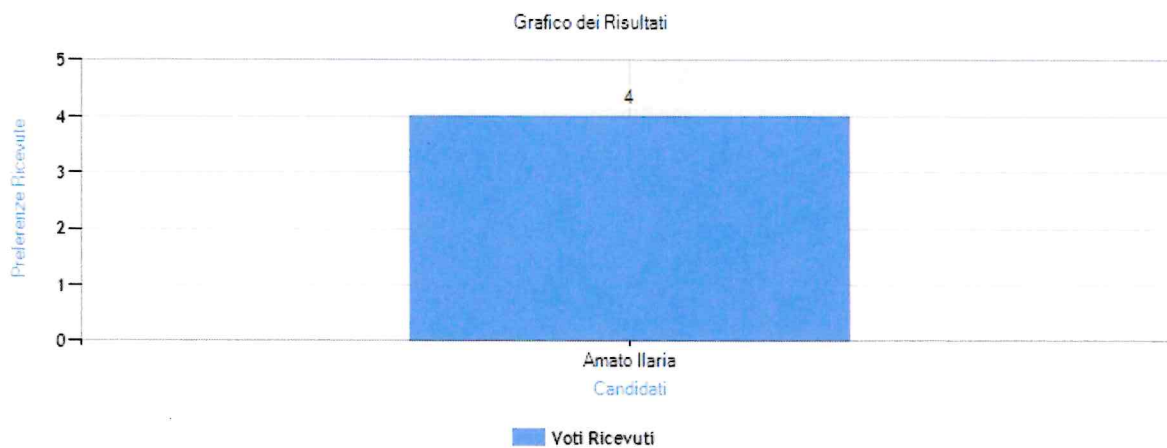 Grafico dei Risultati
5
4
4
3
2
1
0
Preferenze Ricevute
Amato Ilaria
Candidati
Voti Ricevuti